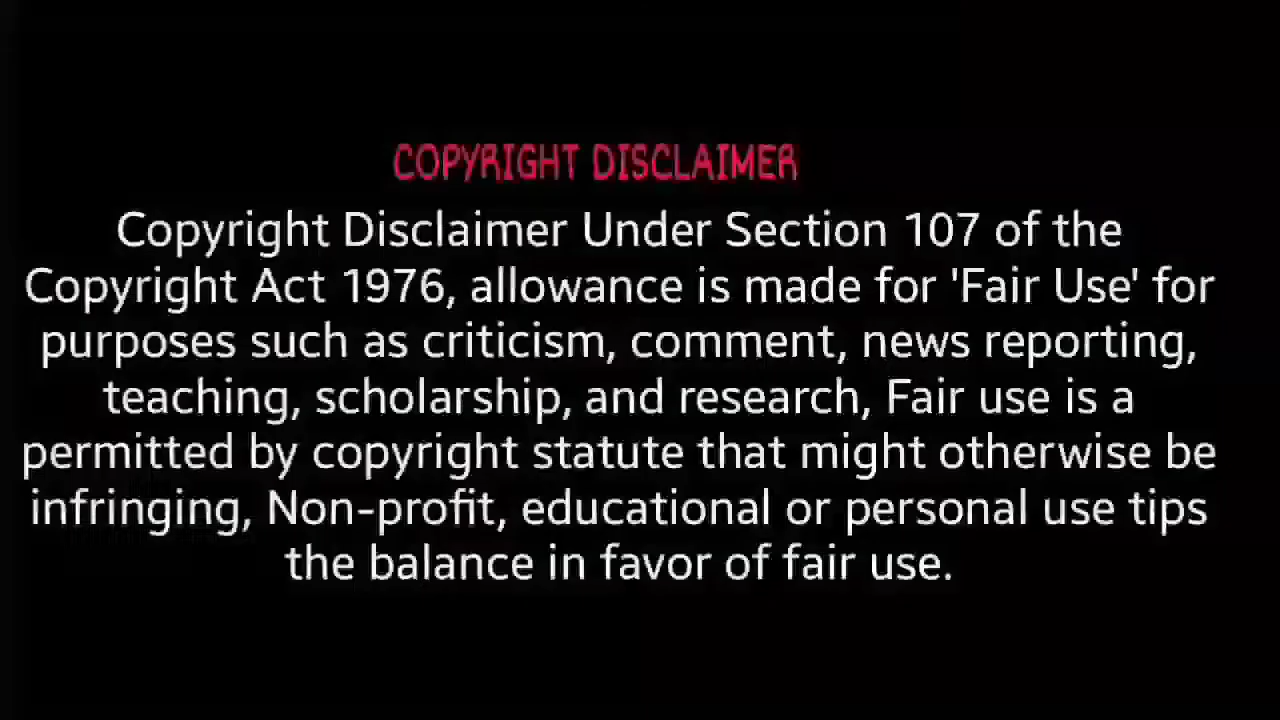 COPYRIGHT DISCLAIMER
Copyright Disclaimer Under Section 107 of the
Copyright Act 1976, allowance is made for 'Fair Use' for
purposes such as criticism, comment, news reporting,
teaching, scholarship, and research, Fair use is a
permitted by copyright statute that might otherwise be
infringing, Non-profit, educational or personal use tips
the balance in favor of fair use.